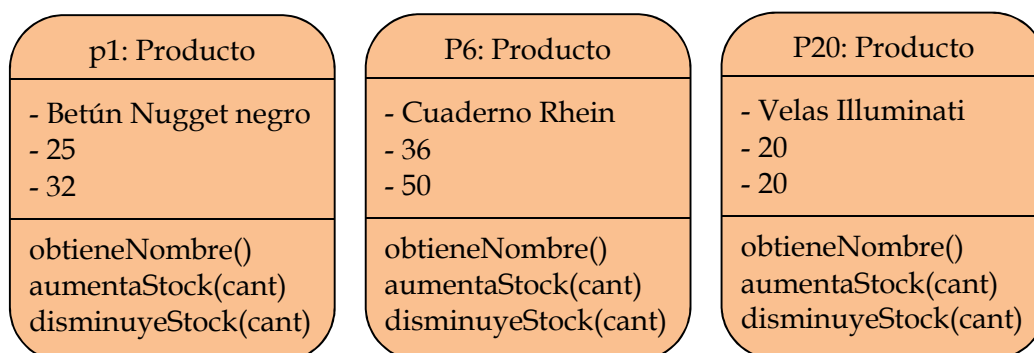 p1: Producto
- Betún Nugget negro
- 25
- 32
obtieneNombre()
aumentaStock(cant)
disminuyeStock(cant)
P6: Producto
- Cuaderno Rhein
- 36
- 50
obtieneNombre()
aumentaStock(cant)
disminuyeStock(cant)
P20: Producto
- Velas Illuminati
- 20
- 20
obtieneNombre()
aumentaStock(cant)
disminuyeStock(cant)